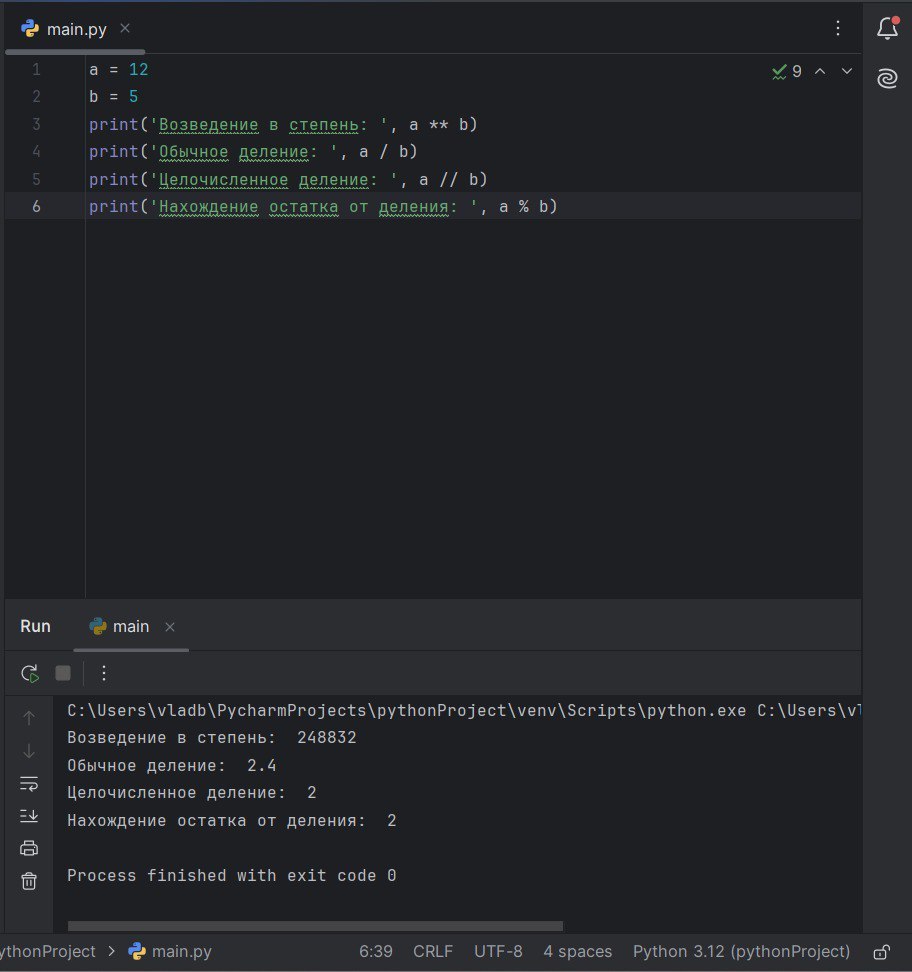 main.py
9
1 a = 12
2 b = 5
3 print('Возведение в степень: ', a ** b)
4 print('Обычное деление: ', a / b)
5 print('Целочисленное деление: ', a // b)
6 print('Нахождение остатка от деления: ', a % b)
Run main
C:\Users\vladb\PycharmProjects\pythonProject\venv\Scripts\python.exe C:\Users\vl
Возведение в степень:  248832
Обычное деление:  2.4
Целочисленное деление:  2
Нахождение остатка от деления:  2
Process finished with exit code 0
ythonProject > main.py 6:39 CRLF UTF-8 4 spaces Python 3.12 (pythonProject)